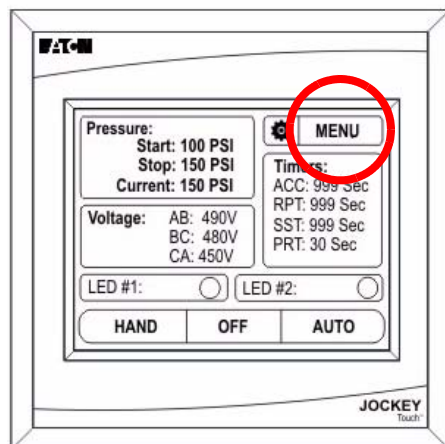 EATON
MENU
Pressure:
Start: 100 PSI
Stop: 150 PSI
Current: 150 PSI
Timers:
ACC: 999 Sec
RPT: 999 Sec
SST: 999 Sec
PRT: 30 Sec
Voltage: AB: 490V
BC: 480V
CA: 450V
LED #1:
LED #2:
HAND OFF AUTO
JOCKEY
Touch™